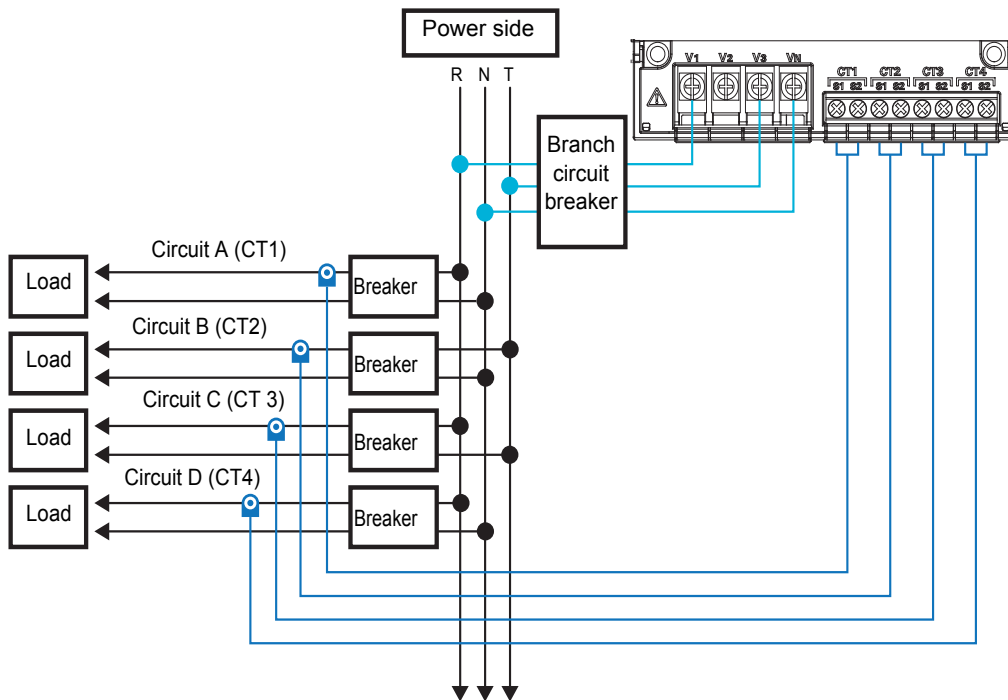 Power side
R N T
V1 V2 V3 VN
CT1 CT2 CT3 CT4
S1 S2 S1 S2 S1 S2 S1 S2
Branch
circuit
breaker
Circuit A (CT1)
Load
Breaker
Circuit B (CT2)
Load
Breaker
Circuit C (CT 3)
Load
Breaker
Circuit D (CT4)
Load
Breaker